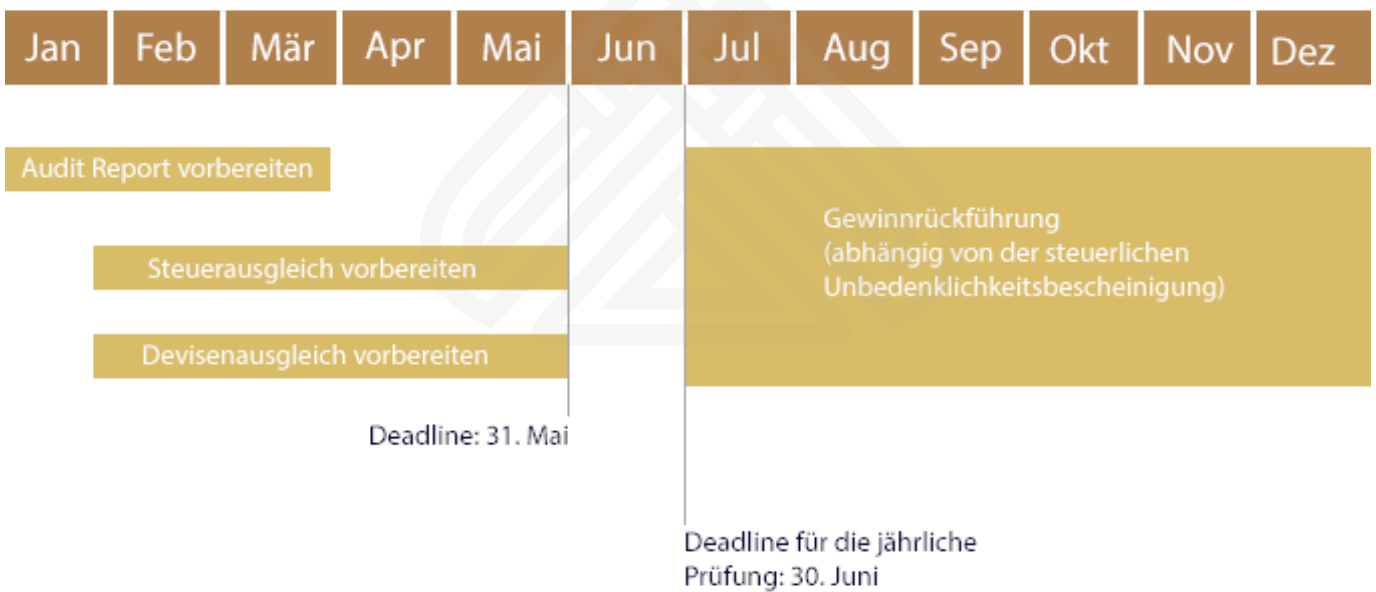 Jan Feb Mär Apr Mai Jun Jul Aug Sep Okt Nov Dez
Audit Report vorbereiten
Steuerausgleich vorbereiten
Devisenausgleich vorbereiten
Deadline: 31. Mai
Gewinnrückführung
(abhängig von der steuerlichen
Unbedenklichkeitsbescheinigung)
Deadline für die jährliche
Prüfung: 30. Juni